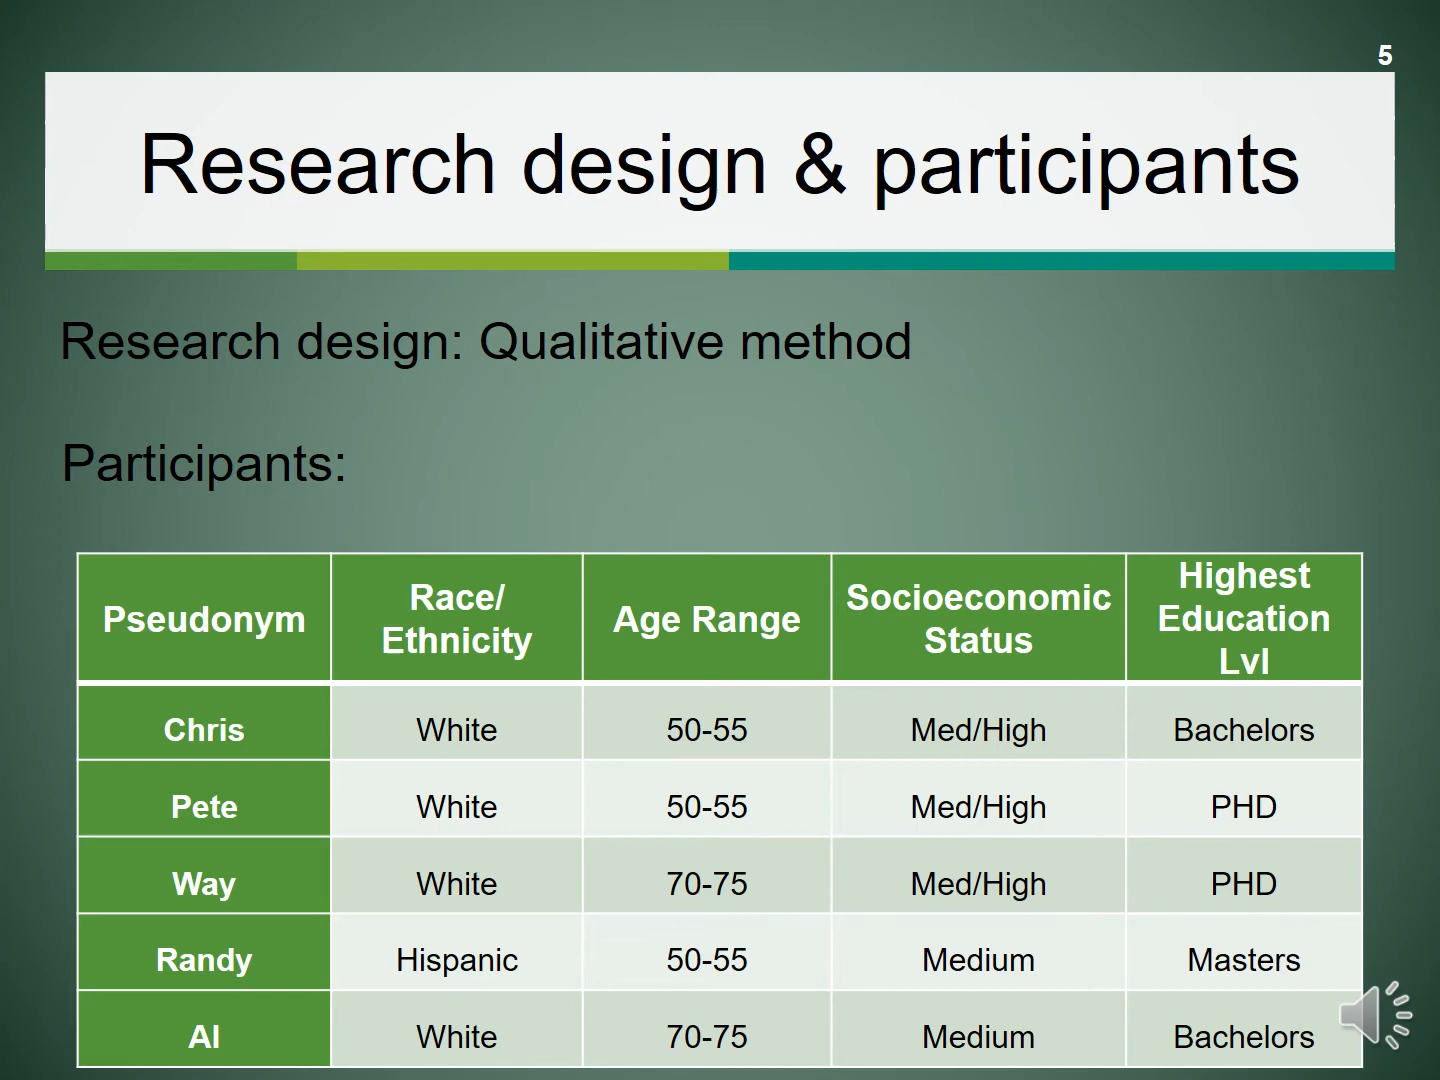 5
Research design & participants
Research design: Qualitative method
Participants:
Pseudonym Race/ Ethnicity Age Range Socioeconomic Status Highest Education Lvl
Chris White 50-55 Med/High Bachelors
Pete White 50-55 Med/High PHD
Way White 70-75 Med/High PHD
Randy Hispanic 50-55 Medium Masters
Al White 70-75 Medium Bachelors